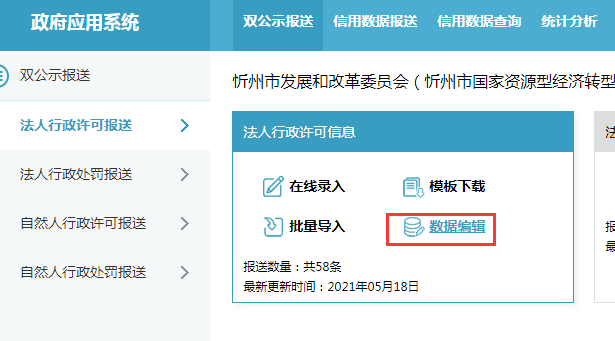 政府应用系统
双公示报送 信用数据报送 信用数据查询 统计分析
双公示报送
法人行政许可报送
法人行政处罚报送
自然人行政许可报送
自然人行政处罚报送
忻州市发展和改革委员会（忻州市国家资源型经济转型
法人行政许可信息
在线录入 模板下载
批量导入 数据编辑
报送数量：共58条
最新更新时间：2021年05月18日